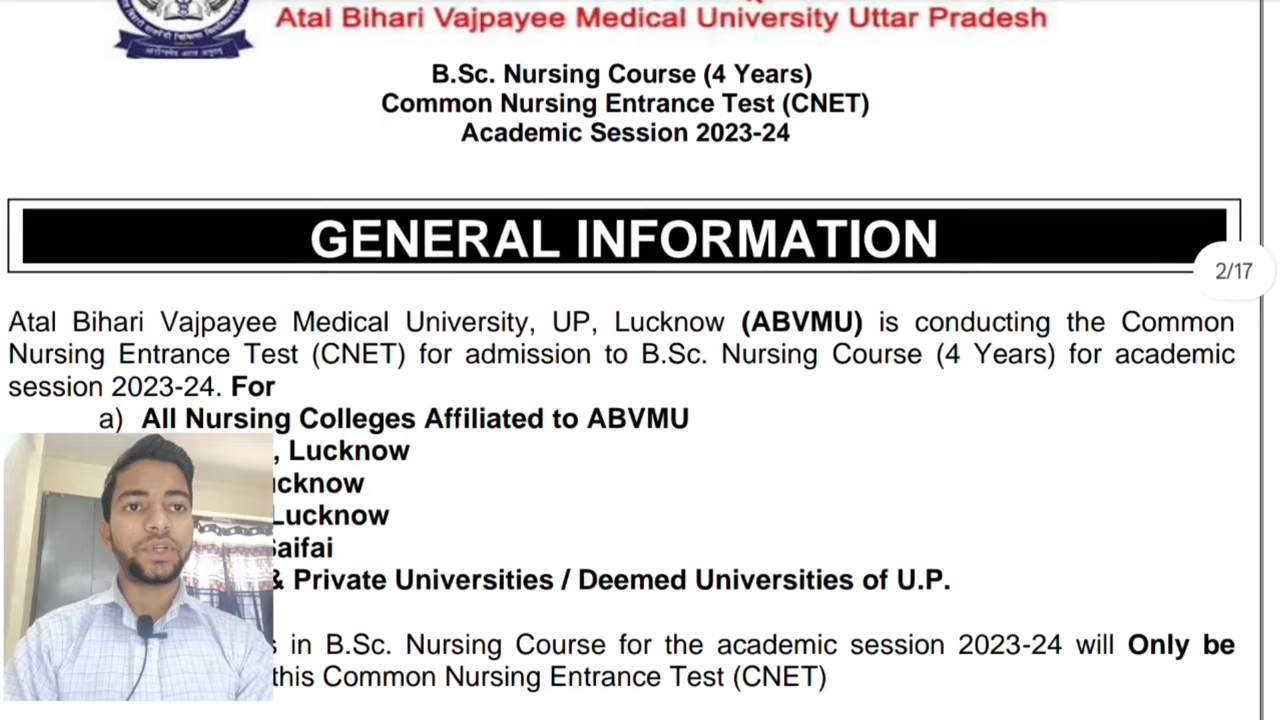 Atal Bihari Vajpayee Medical University Uttar Pradesh
B.Sc. Nursing Course (4 Years)
Common Nursing Entrance Test (CNET)
Academic Session 2023-24
GENERAL INFORMATION
2/17
Atal Bihari Vajpayee Medical University, UP, Lucknow (ABVMU) is conducting the Common
Nursing Entrance Test (CNET) for admission to B.Sc. Nursing Course (4 Years) for academic
session 2023-24. For
a) All Nursing Colleges Affiliated to ABVMU
, Lucknow
Lucknow
Saifai
& Private Universities / Deemed Universities of U.P.
in B.Sc. Nursing Course for the academic session 2023-24 will Only be
this Common Nursing Entrance Test (CNET)